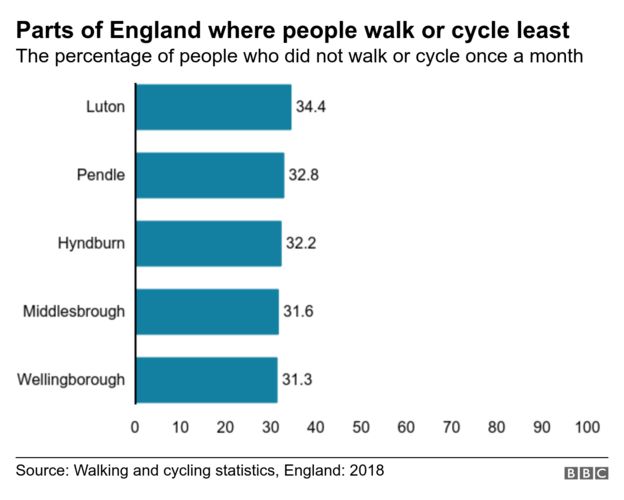 Parts of England where people walk or cycle least
The percentage of people who did not walk or cycle once a month
Luton 34.4
Pendle 32.8
Hyndburn 32.2
Middlesbrough 31.6
Wellingborough 31.3
0 10 20 30 40 50 60 70 80 90 100
Source: Walking and cycling statistics, England: 2018
BBC